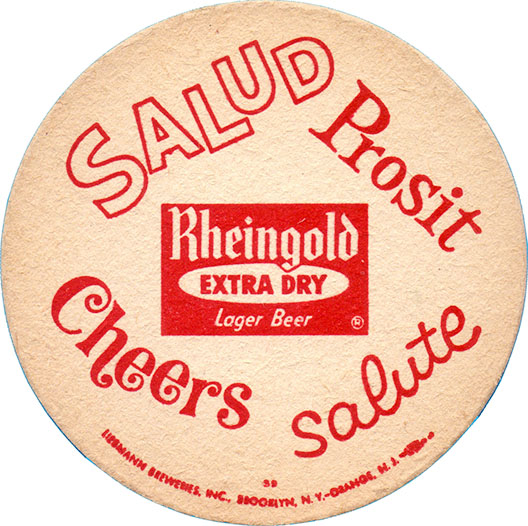 SALUD
Prosit
Rheingold
EXTRA DRY
Lager Beer ®
Cheers
Salute
LIEBMANN BREWERIES, INC., BROOKLYN, N. Y.-ORANGE, N. J.